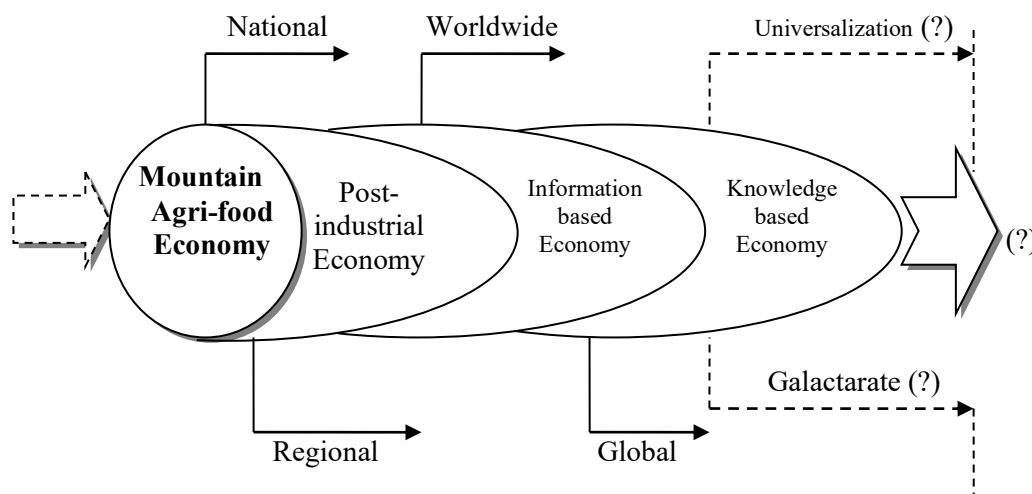 National
Worldwide
Universalization (?)
Mountain
Agri-food
Economy
Post-
industrial
Economy
Information
based
Economy
Knowledge
based
Economy
(?)
Galactarate (?)
Regional
Global